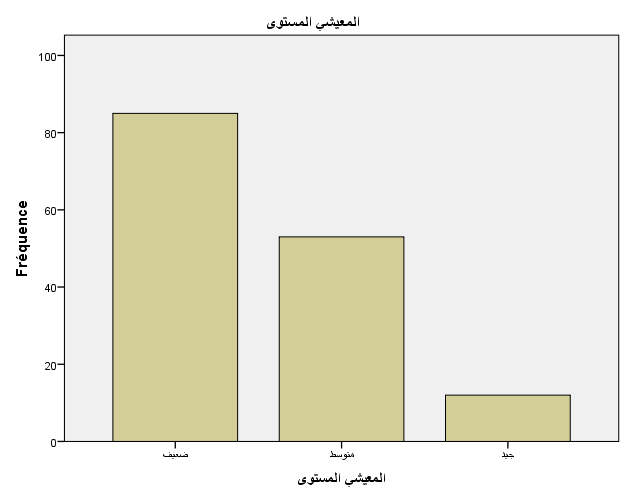 المعيشي المستوى
100
80
60
40
20
0
Fréquence
ضعيف
متوسط
جيد
المعيشي المستوى